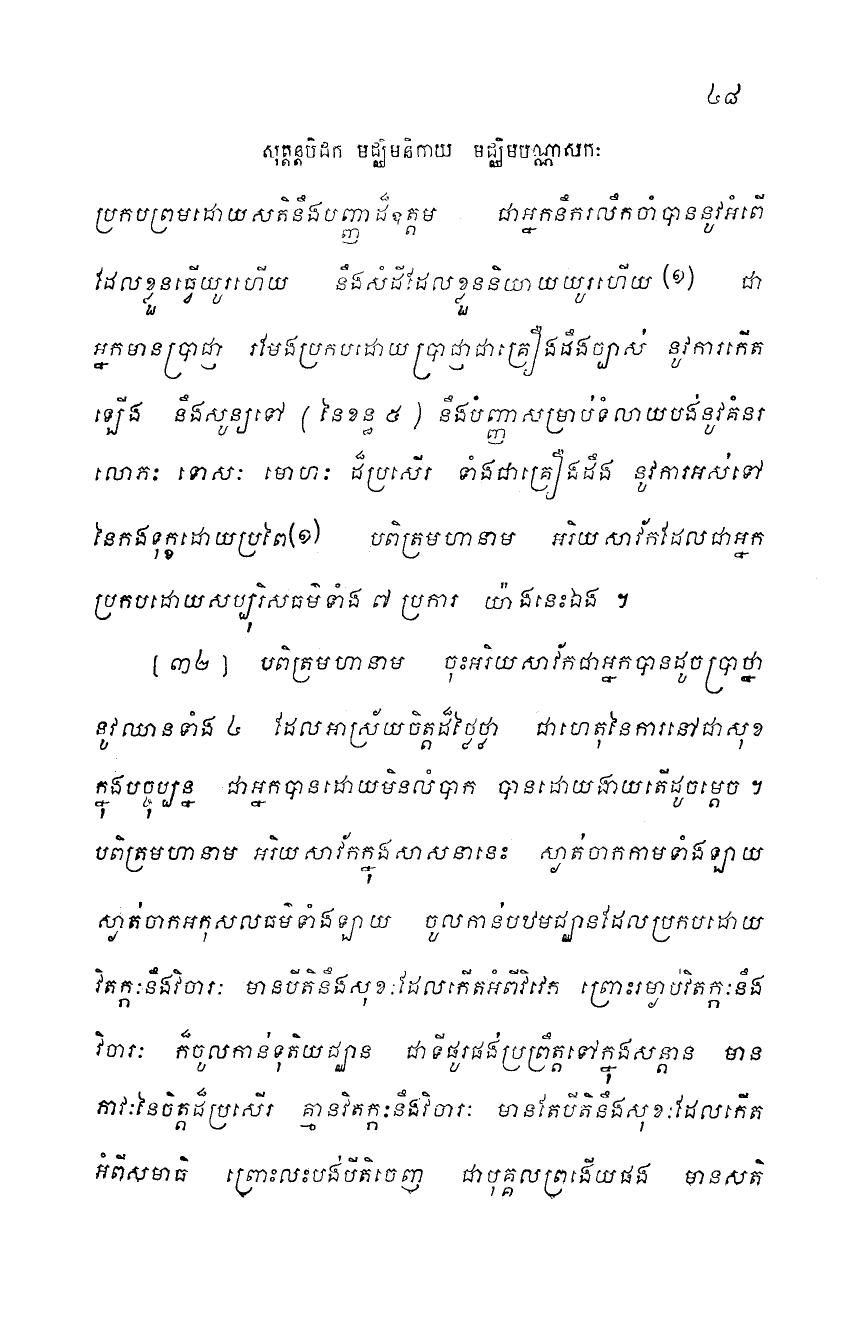 ៤៨
សុត្តន្តបិដក មជ្ឈិមនិកាយ មជ្ឈិមបណ្ណាសកៈ
ប្រកបព្រមដោយសតិនឹងបញ្ញាដ៏ឧត្តម ជាអ្នកនឹករលឹកចាំបាននូវអំពើ
ដែលខ្លួនធ្វើយូរហើយ នឹងសំដីដែលខ្លួននិយាយយូរហើយ (១) ជា
អ្នកមានប្រាជ្ញា រមែងប្រកបដោយប្រាជ្ញាជាគ្រឿងដឹងច្បាស់ នូវការកើត
ឡើង នឹងសូន្យទៅ ( នៃខន្ធ ៥ ) នឹងបំញ្ញាសម្រាប់ទំលាយបង់នូវគំនរ
លោភៈ ទោសៈ មោហៈ ដ៏ប្រសើរ ទាំងជាគ្រឿងដឹង នូវការអស់ទៅ
នៃកងទុក្ខដោយប្រពៃ(១) បពិត្រមហានាម អរិយសាវ័កដែលជាអ្នក
ប្រកបដោយសប្បុរិសធម៌ទាំង ៧ ប្រការ យ៉ាងនេះឯង ។
[ ៣២ ] បពិត្រមហានាម ចុះអរិយសាវ័កជាអ្នកបានដូចប្រាថ្នា
នូវឈានទាំង ៤ ដែលអាស្រ័យចិត្តដ៏ថ្លៃថ្លា ជាហេតុនៃការនៅជាសុខ
ក្នុងបច្ចុប្បន្ន ជាអ្នកបានដោយមិនលំបាក បានដោយងាយតើដូចម្តេច ។
បពិត្រមហានាម អរិយសាវ័កក្នុងសាសនានេះ ស្ងាត់ចាកកាមទាំងឡាយ
ស្ងាត់ចាកអកុសលធម៌ទាំងឡាយ ចូលកាន់បឋមជ្ឈានដែលប្រកបដោយ
វិតក្កៈនឹងវិចារៈ មានបីតិនឹងសុខៈដែលកើតអំពីវិវេក ព្រោះរម្ងាប់វិតក្កៈនឹង
វិចារៈ ក៏ចូលកាន់ទុតិយជ្ឈាន ជាទីផូរផង់ប្រព្រឹត្តទៅក្នុងសន្តាន មាន
ភាវៈនៃចិត្តដ៏ប្រសើរ គ្មានវិតក្កៈនឹងវិចារៈ មានតែបីតិនឹងសុខៈដែលកើត
អំពីសមាធិ ព្រោះលះបង់បីតិចេញ ជាបុគ្គលព្រងើយផង មានសតិ